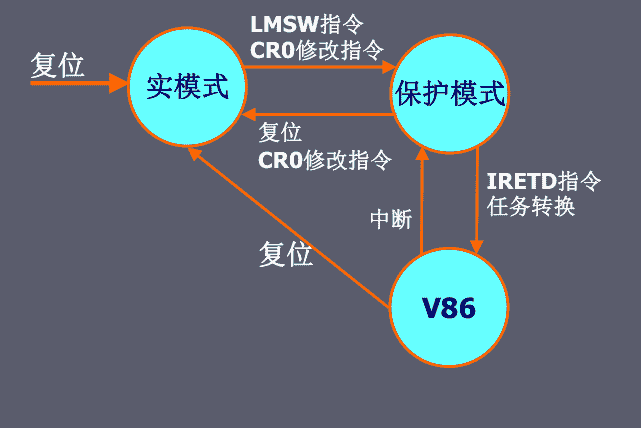 LMSW指令
CR0修改指令
复位
实模式
保护模式
复位
CR0修改指令
IRETD指令
任务转换
中断
复位
V86